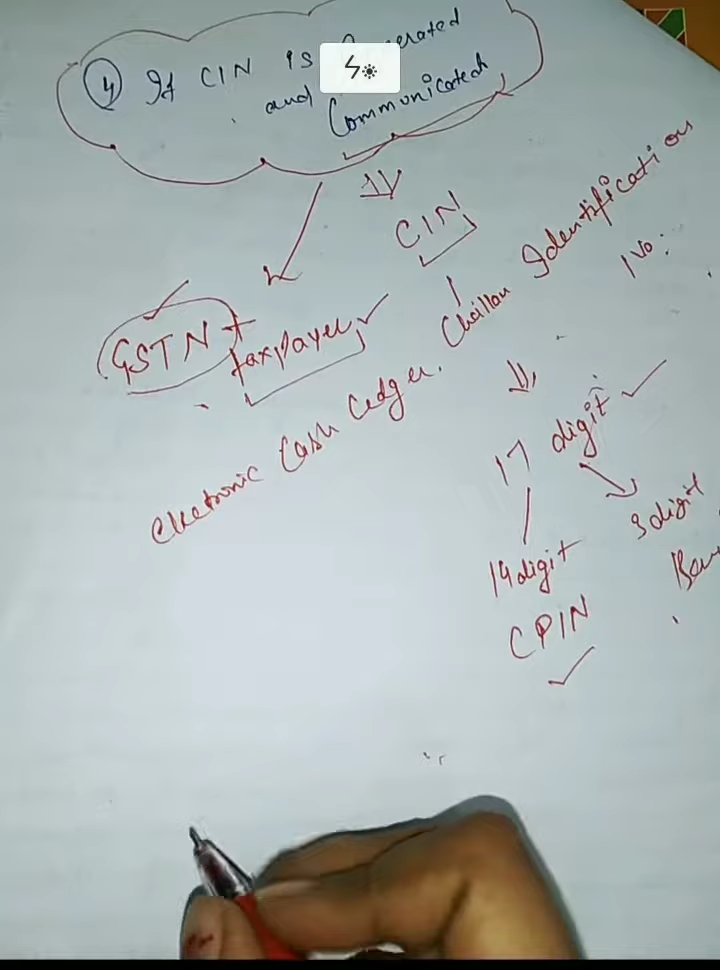 4 If CIN is
and Communicated
CIN
Challan Identification No:
GSTN + taxpayer
electronic Cash Ledger.
17 digit
14 digit
CPIN
3 digit